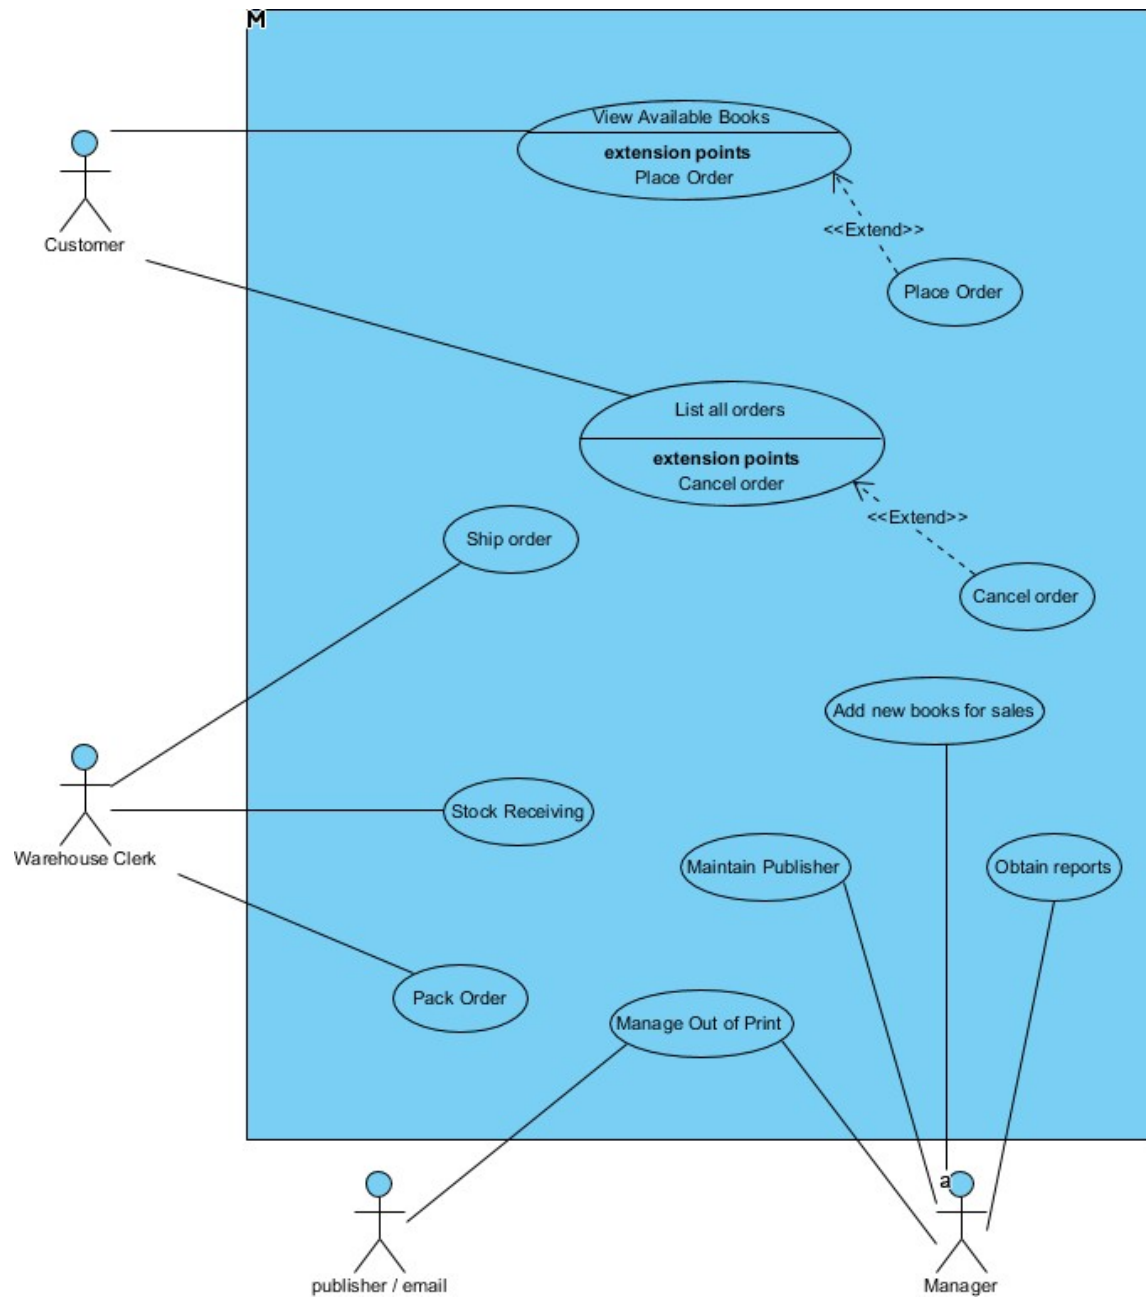 M
View Available Books
extension points
Place Order
Customer
<<Extend>>
Place Order
List all orders
extension points
Cancel order
<<Extend>>
Ship order
Cancel order
Add new books for sales
Stock Receiving
Warehouse Clerk
Maintain Publisher
Obtain reports
Pack Order
Manage Out of Print
a
publisher / email
Manager